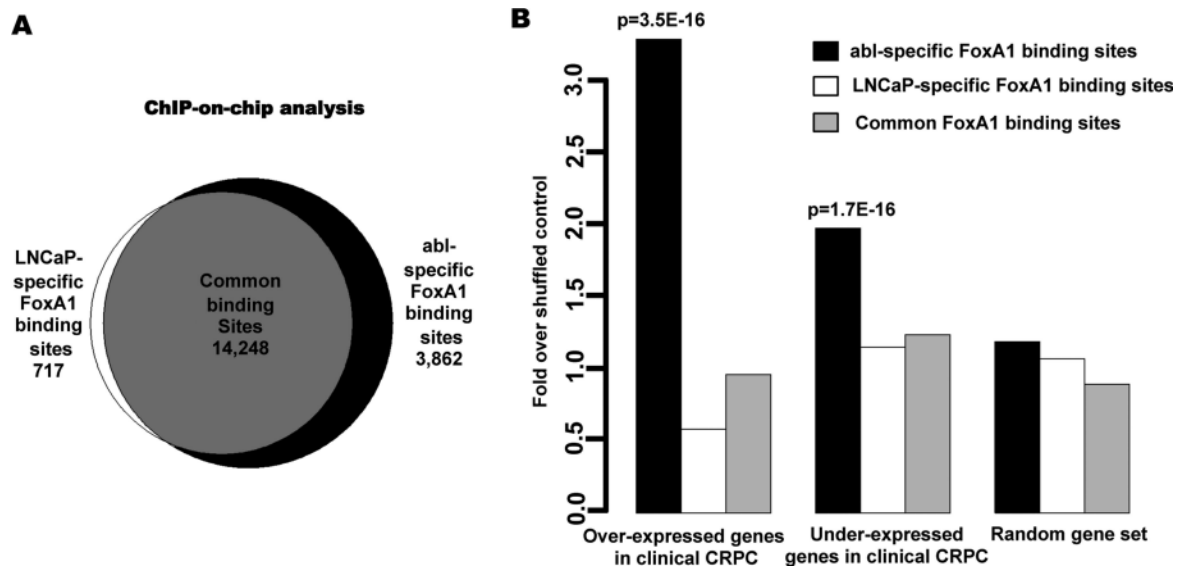 A
ChIP-on-chip analysis
LNCaP-
specific
FoxA1
binding
sites
717
Common
binding
Sites
14,248
abl-
specific
FoxA1
binding
sites
3,862
B
p=3.5E-16
abl-specific FoxA1 binding sites
LNCaP-specific FoxA1 binding sites
Common FoxA1 binding sites
p=1.7E-16
Fold over shuffled control
3.0
2.5
2.0
1.5
1.0
0.5
0.0
Over-expressed genes
in clinical CRPC
Under-expressed
genes in clinical CRPC
Random gene set